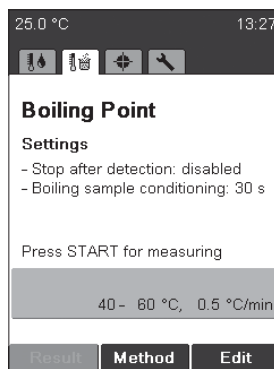 25.0 °C 13:27
Boiling Point
Settings
- Stop after detection: disabled
- Boiling sample conditioning: 30 s
Press START for measuring
40 - 60 °C, 0.5 °C/min
Result Method Edit